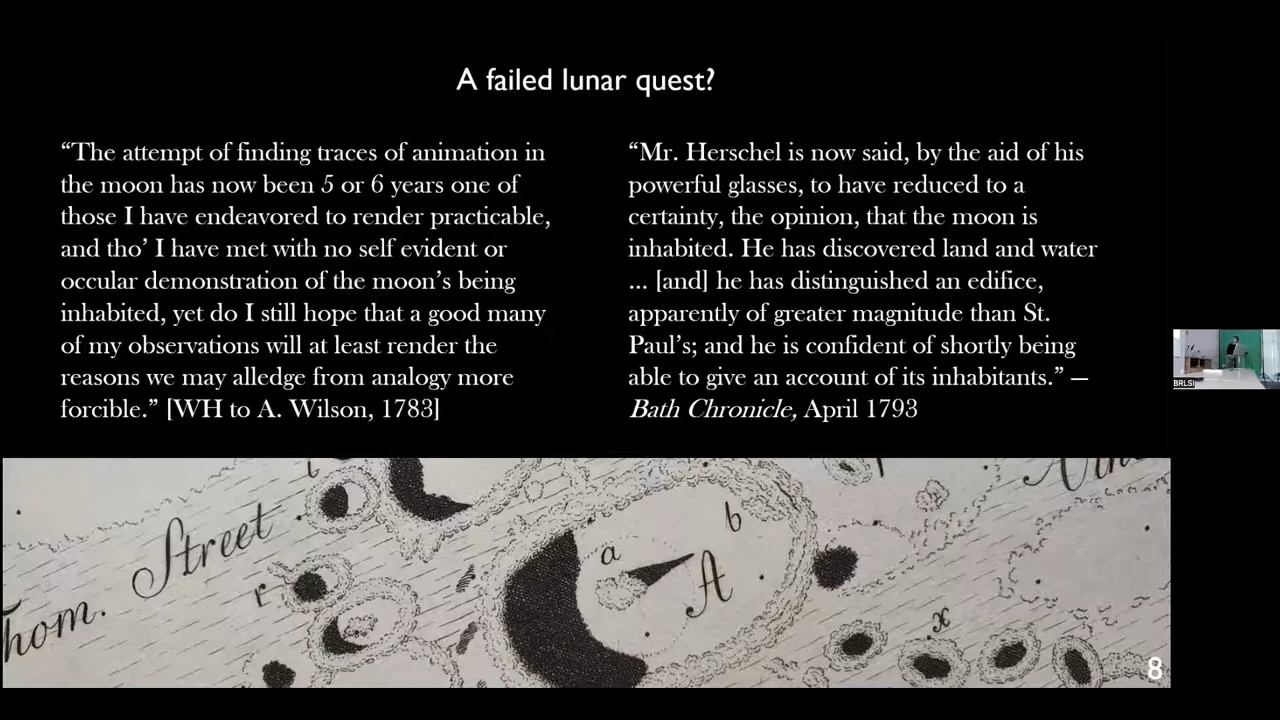 A failed lunar quest?
“The attempt of finding traces of animation in
the moon has now been 5 or 6 years one of
those I have endeavored to render practicable,
and tho’ I have met with no self evident or
occular demonstration of the moon’s being
inhabited, yet do I still hope that a good many
of my observations will at least render the
reasons we may alledge from analogy more
forcible.” [WH to A. Wilson, 1783]
“Mr. Herschel is now said, by the aid of his
powerful glasses, to have reduced to a
certainty, the opinion, that the moon is
inhabited. He has discovered land and water
... [and] he has distinguished an edifice,
apparently of greater magnitude than St.
Paul’s; and he is confident of shortly being
able to give an account of its inhabitants.” —
Bath Chronicle, April 1793
BRLSI
Street
hom.
r
a
b
A
x
8